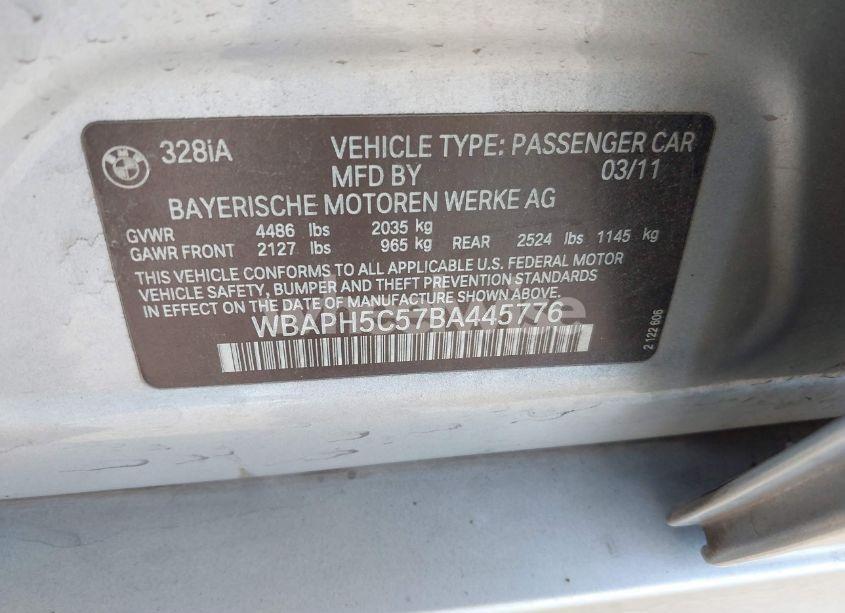 BMW
328iA VEHICLE TYPE: PASSENGER CAR
MFD BY 03/11
BAYERISCHE MOTOREN WERKE AG
GVWR 4486 lbs 2035 kg
GAWR FRONT 2127 lbs 965 kg REAR 2524 lbs 1145 kg
THIS VEHICLE CONFORMS TO ALL APPLICABLE U.S. FEDERAL MOTOR
VEHICLE SAFETY, BUMPER AND THEFT PREVENTION STANDARDS
IN EFFECT ON DATE OF MANUFACTURE SHOWN ABOVE
WBAPH5C57BA445776
2 122 606